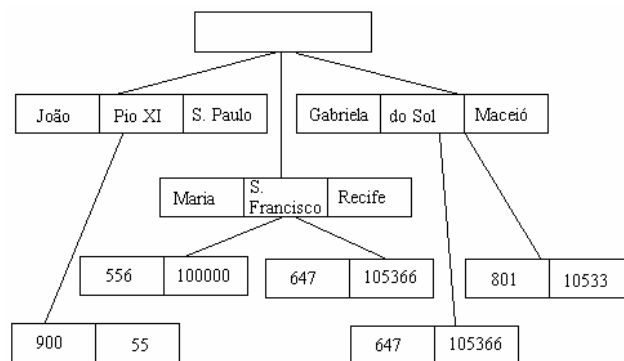 João Pio XI S. Paulo
Gabriela do Sol Maceió
Maria S. Francisco Recife
556 100000
647 105366
801 10533
900 55
647 105366